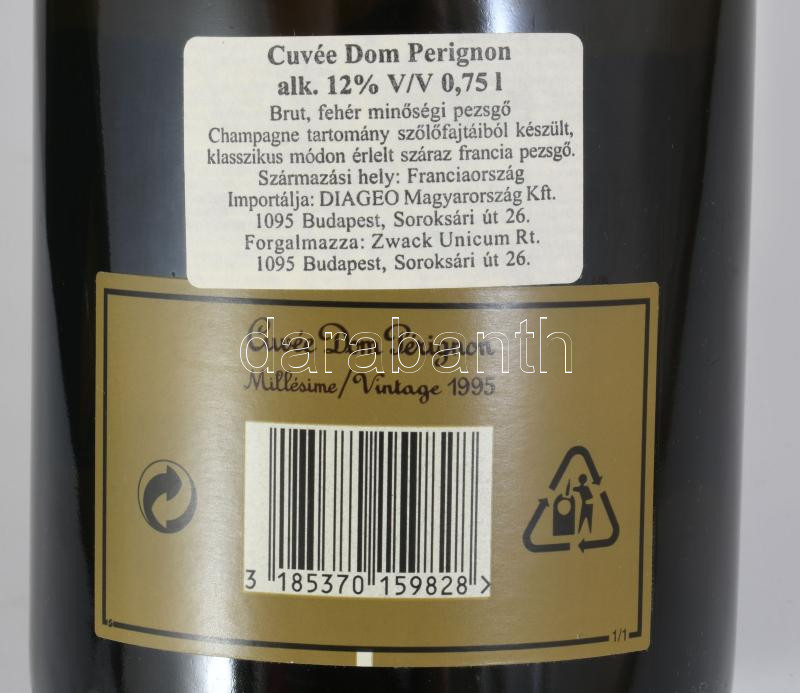 Cuvée Dom Perignon
alk. 12% V/V 0,75 l
Brut, fehér minőségi pezsgő
Champagne tartomány szőlőfajtáiból készült,
klasszikus módon érlelt száraz francia pezsgő.
Származási hely: Franciaország
Importálja: DIAGEO Magyarország Kft.
1095 Budapest, Soroksári út 26.
Forgalmazza: Zwack Unicum Rt.
1095 Budapest, Soroksári út 26.
Cuvée Dom Pérignon
darabanth
Millésime/Vintage 1995
3 185370 159828 >
1/1